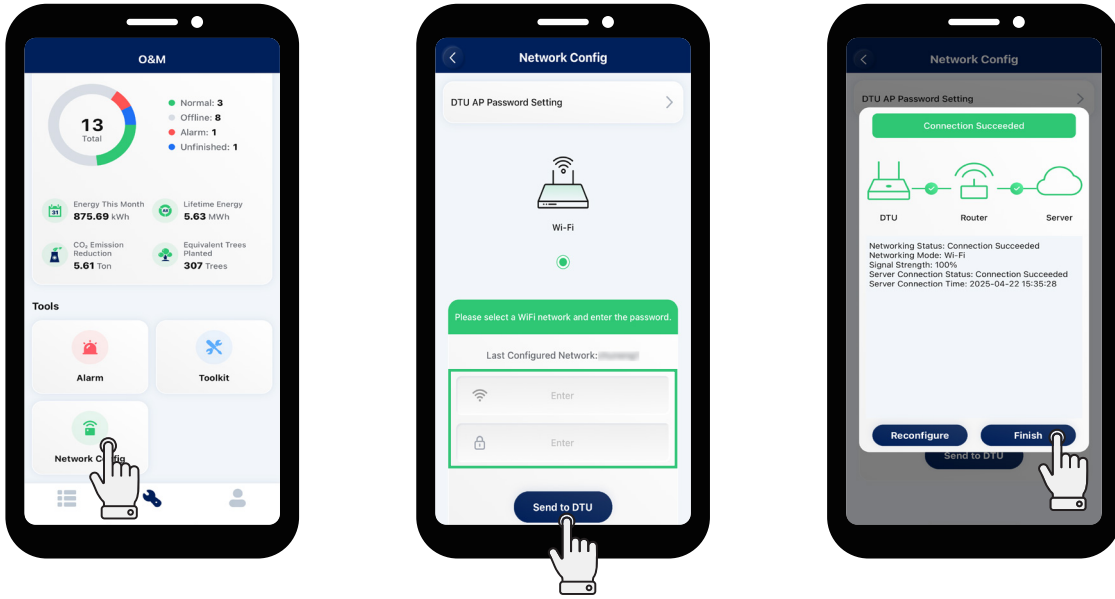 O&M
13
Total
Normal: 3
Offline: 8
Alarm: 1
Unfinished: 1
31
Energy This Month
875.69 kWh
Lifetime Energy
5.63 MWh
CO₂ Emission
Reduction
5.61 Ton
Equivalent Trees
Planted
307 Trees
Tools
Alarm
Toolkit
Network Config
Network Config
DTU AP Password Setting
Wi-Fi
Please select a WiFi network and enter the password.
Last Configured Network:
Enter
Enter
Send to DTU
Network Config
DTU AP Password Setting
Connection Succeeded
DTU
Router
Server
Networking Status: Connection Succeeded
Networking Mode: Wi-Fi
Signal Strength: 100%
Server Connection Status: Connection Succeeded
Server Connection Time: 2025-04-22 15:35:28
Reconfigure
Finish
Send to DTU